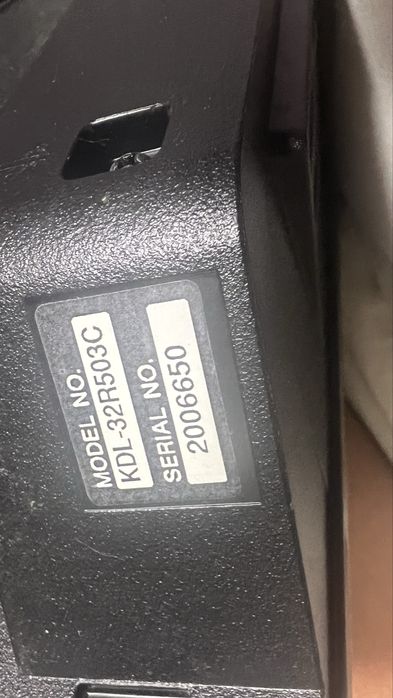 MODEL NO.
KDL-32R503C
SERIAL NO.
2006650